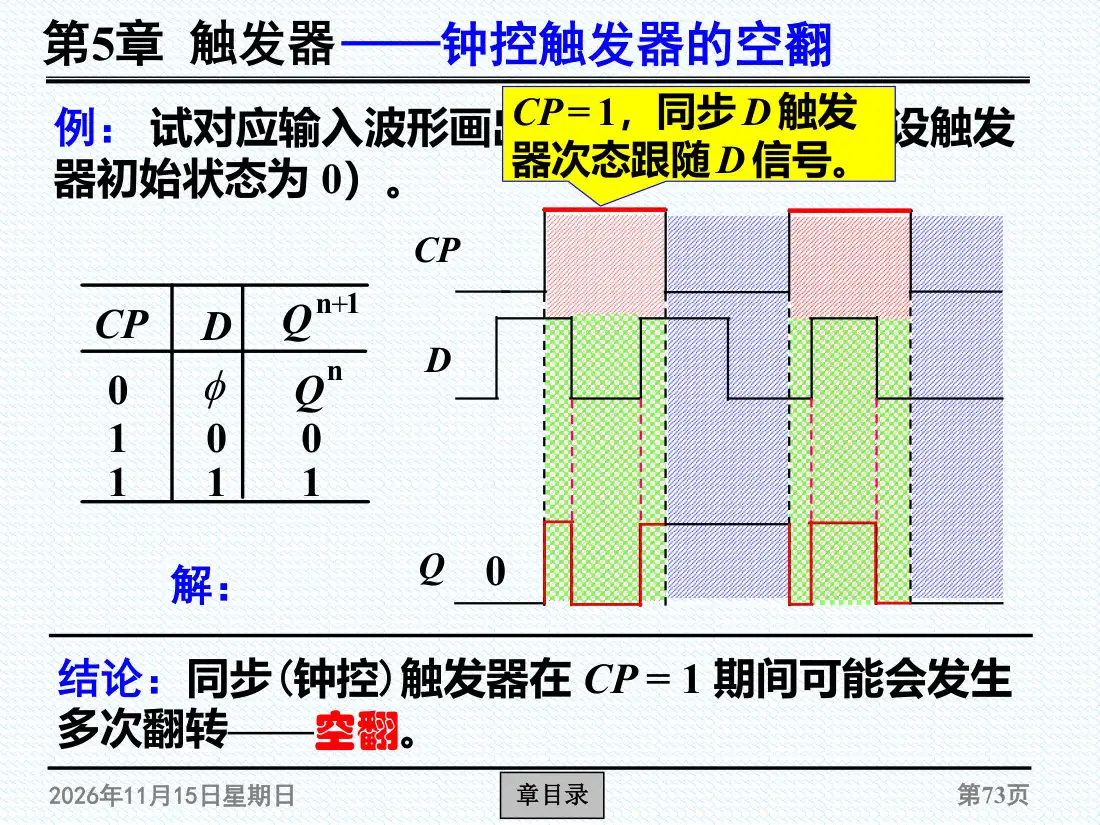 第5章 触发器——钟控触发器的空翻
例： 试对应输入波形画
设触发
器初始状态为 0）。
CP = 1，同步 D 触发
器次态跟随 D 信号。
CP
D
Q 0
CP D Qn+1
0 ϕ Qn
1 0 0
1 1 1
解：
结论：同步(钟控)触发器在 CP = 1 期间可能会发生
多次翻转——空翻。
2026年11月15日星期日
章目录
第73页